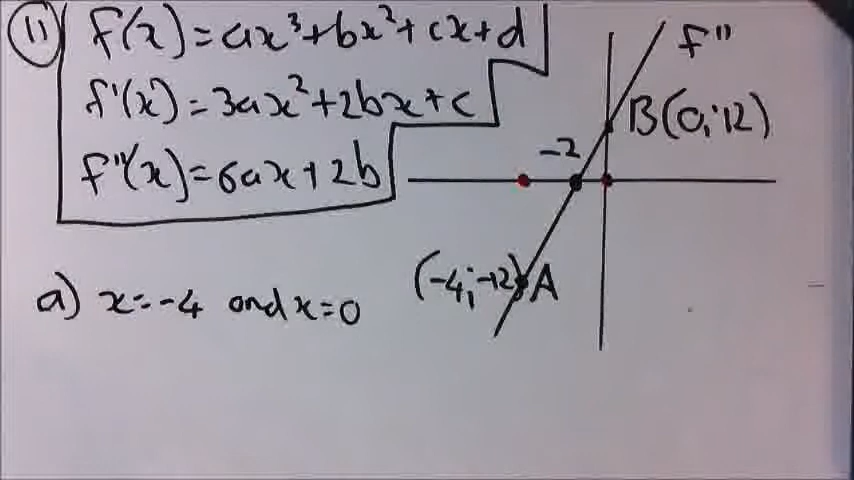 11) f(x)=ax³+bx²+cx+d
f'(x)=3ax²+2bx+c
f"(x)=6ax+2b
f"
B(0;12)
-2
(-4;-12) A
a) x=-4 and x=0